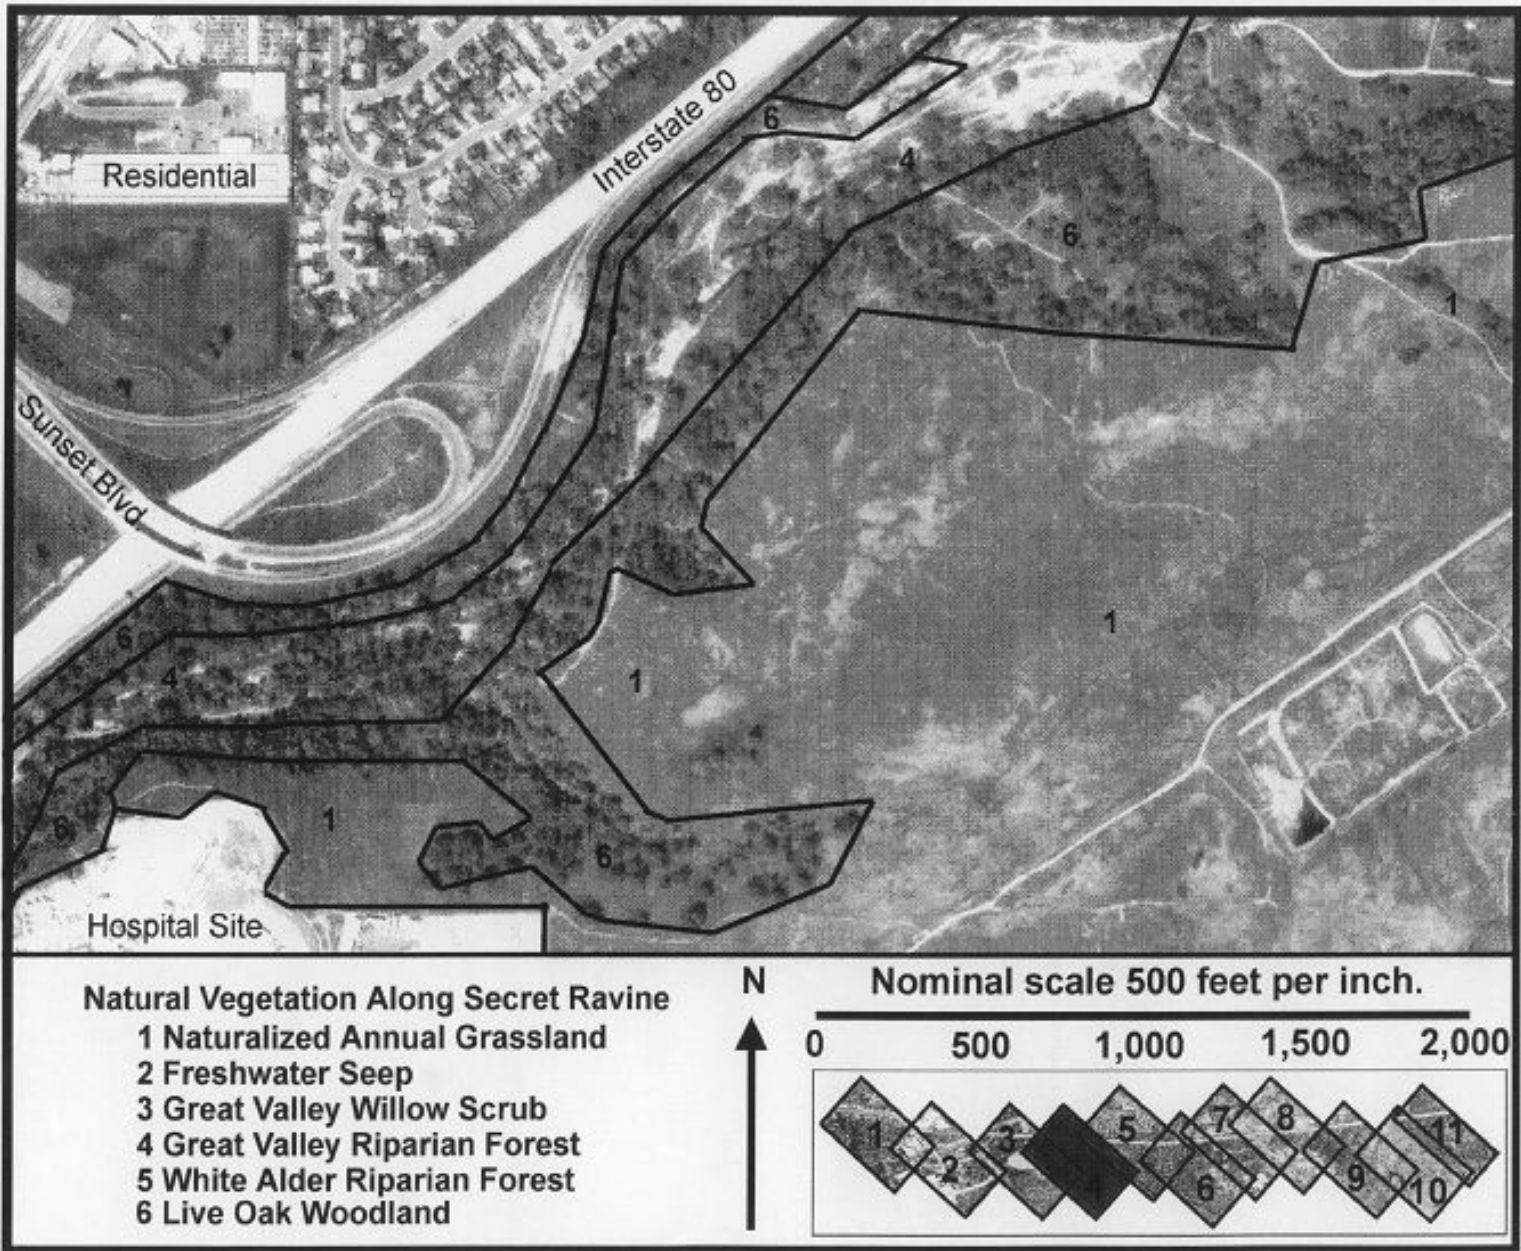 Residential
Interstate 80
6
4
6
1
Sunset Blvd
1
6
4
1
1
6
6
Hospital Site
Natural Vegetation Along Secret Ravine
1 Naturalized Annual Grassland
2 Freshwater Seep
3 Great Valley Willow Scrub
4 Great Valley Riparian Forest
5 White Alder Riparian Forest
6 Live Oak Woodland
N
Nominal scale 500 feet per inch.
0 500 1,000 1,500 2,000
1 2 3 4 5 6 7 8 9 10 11